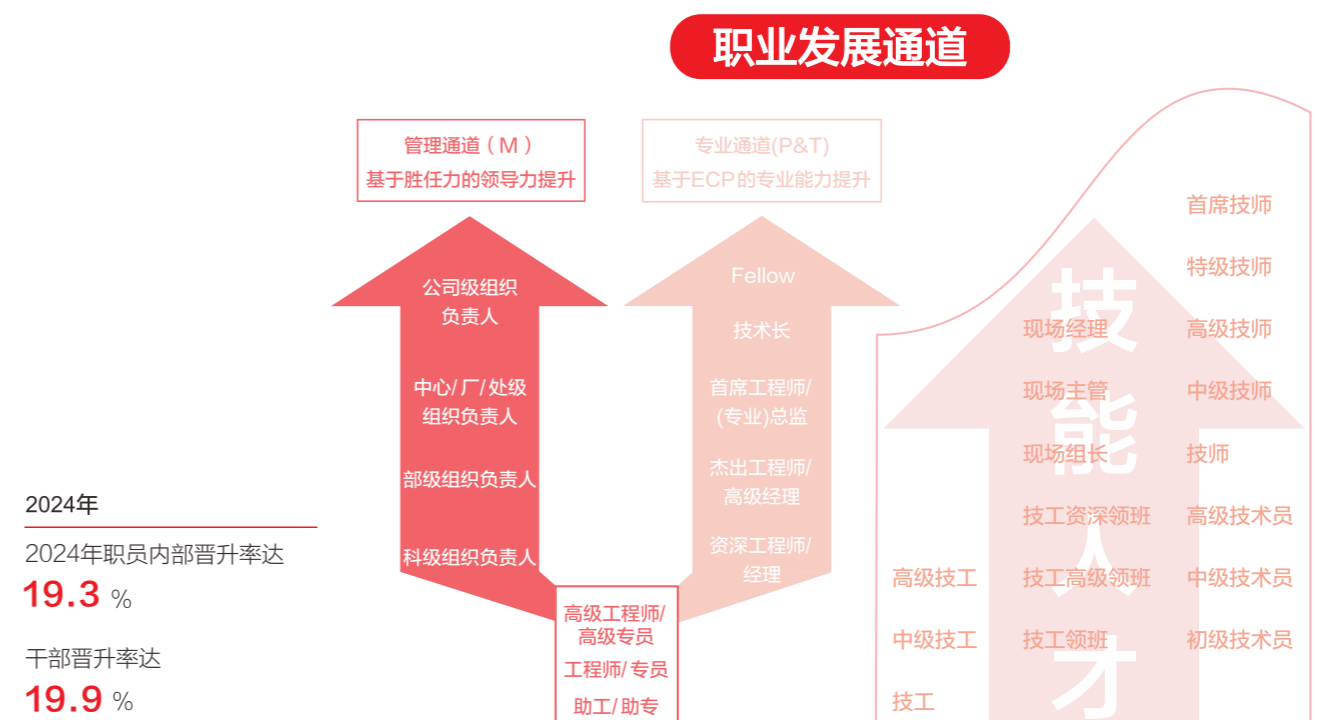 职业发展通道
管理通道（M ）
基于胜任力的领导力提升
专业通道(P&T)
基于ECP的专业能力提升
公司级组织
负责人
中心/厂/处级
组织负责人
部级组织负责人
科级组织负责人
Fellow
技术长
首席工程师/
(专业)总监
杰出工程师/
高级经理
资深工程师/
经理
高级工程师/
高级专员
工程师/专员
助工/助专
技能人才
首席技师
特级技师
现场经理 高级技师
现场主管 中级技师
现场组长 技师
技工资深领班 高级技术员
高级技工 技工高级领班 中级技术员
中级技工 技工领班 初级技术员
技工
2024年
2024年职员内部晋升率达
19.3 %
干部晋升率达
19.9 %